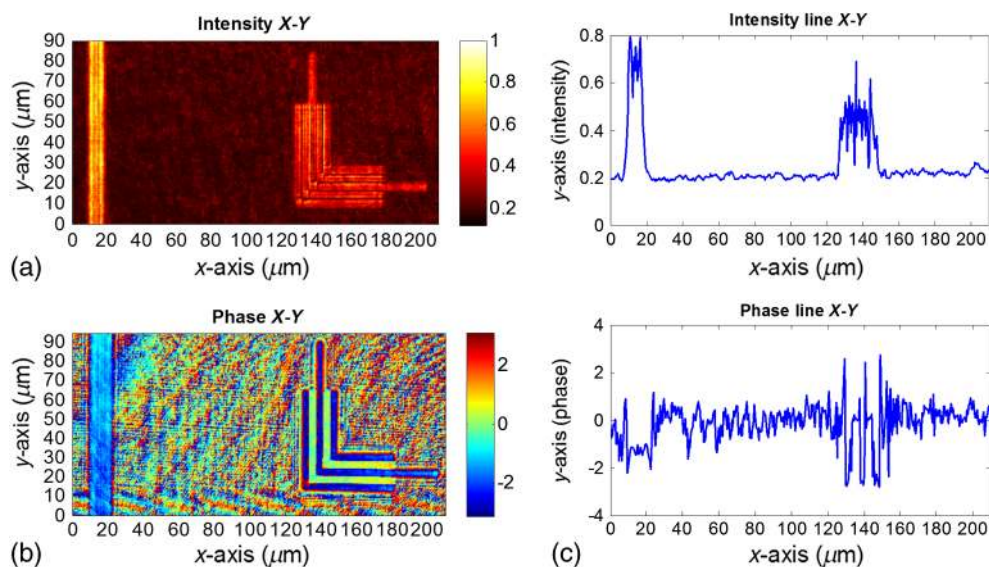 Intensity X-Y
90
80
70
60
50
40
30
20
10
0
y-axis (μm)
0 20 40 60 80 100 120 140 160 180 200
x-axis (μm)
1
0.8
0.6
0.4
0.2
(a)
Intensity line X-Y
0.8
0.6
0.4
0.2
0
y-axis (intensity)
0 20 40 60 80 100 120 140 160 180 200
x-axis (μm)
Phase X-Y
90
80
70
60
50
40
30
20
10
0
y-axis (μm)
0 20 40 60 80 100 120 140 160 180 200
x-axis (μm)
2
0
-2
(b)
Phase line X-Y
4
2
0
-2
-4
y-axis (phase)
0 20 40 60 80 100 120 140 160 180 200
x-axis (μm)
(c)